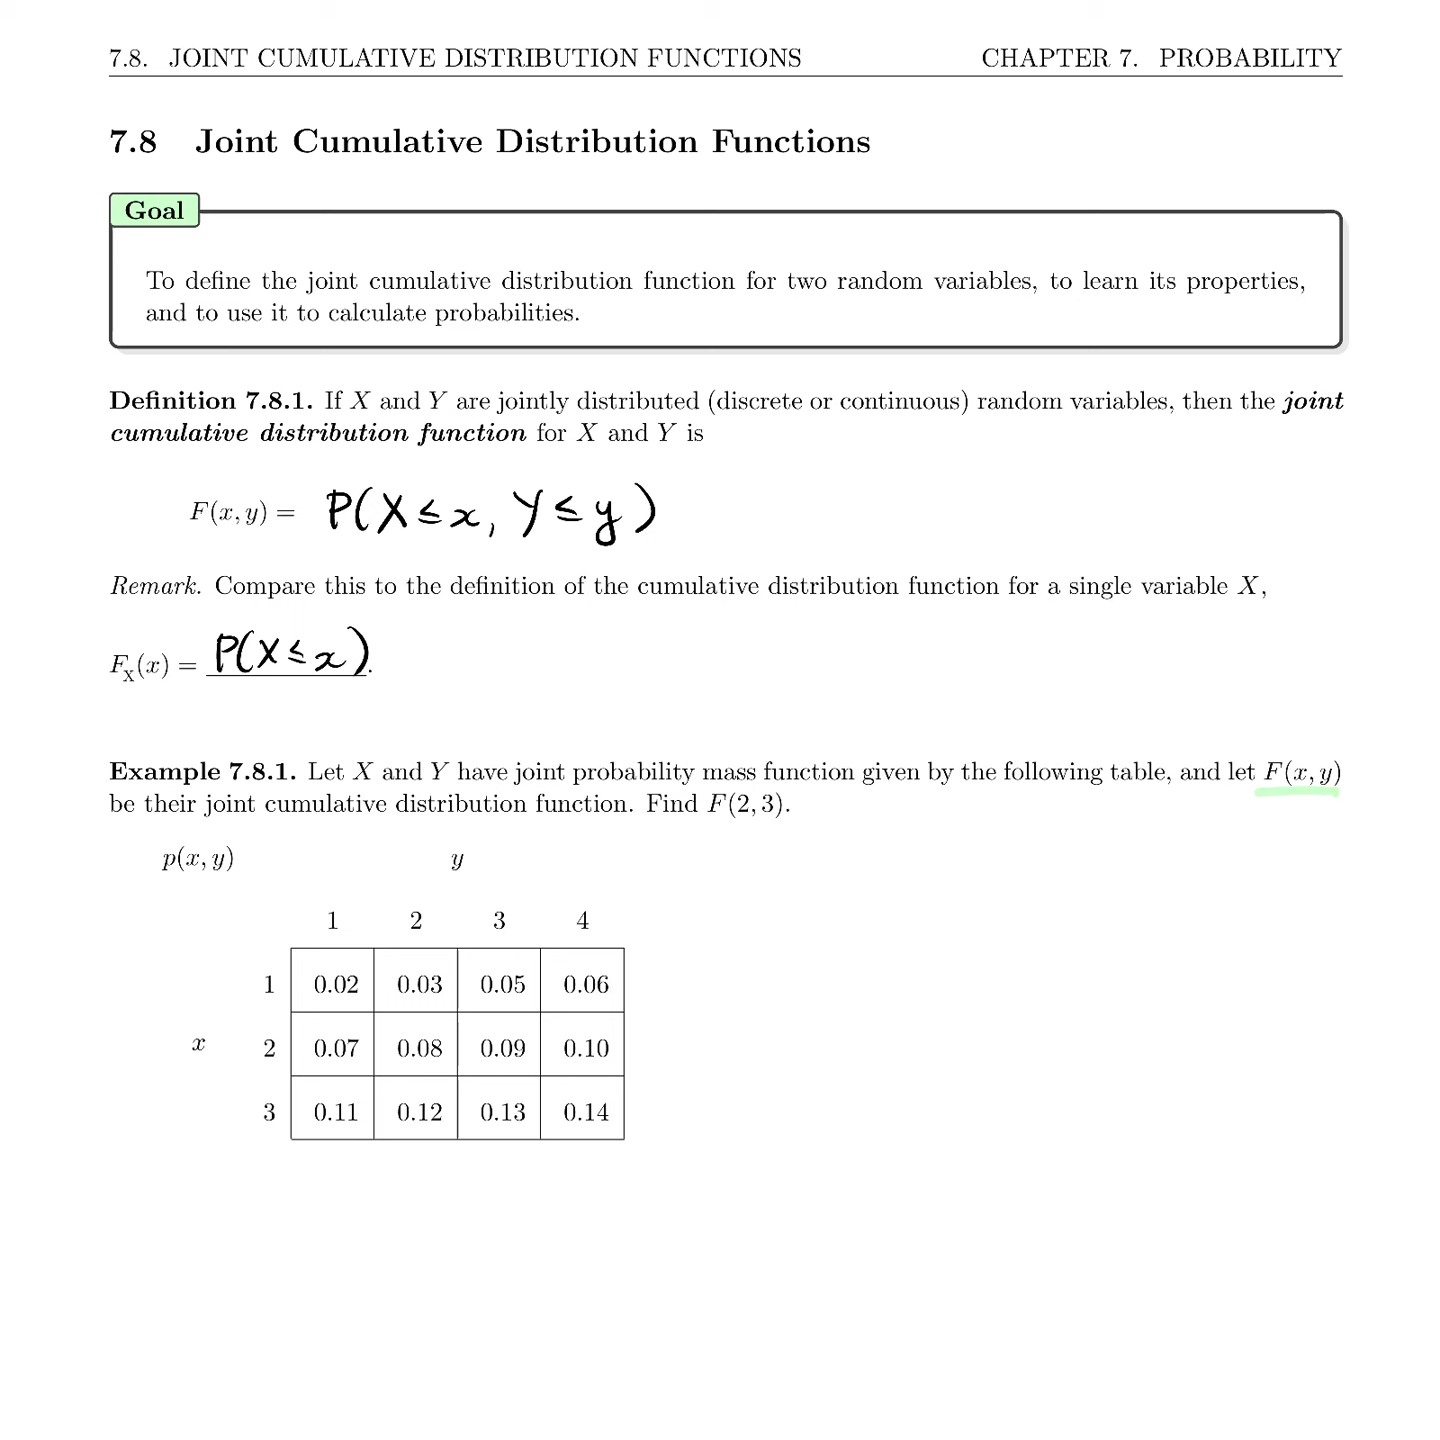 7.8. JOINT CUMULATIVE DISTRIBUTION FUNCTIONS CHAPTER 7. PROBABILITY
7.8 Joint Cumulative Distribution Functions
Goal
To define the joint cumulative distribution function for two random variables, to learn its properties,
and to use it to calculate probabilities.
Definition 7.8.1. If X and Y are jointly distributed (discrete or continuous) random variables, then the joint
cumulative distribution function for X and Y is
F(x, y) = P(X ≤ x, Y ≤ y)
Remark. Compare this to the definition of the cumulative distribution function for a single variable X,
F_X(x) = P(X ≤ x).
Example 7.8.1. Let X and Y have joint probability mass function given by the following table, and let F(x, y)
be their joint cumulative distribution function. Find F(2, 3).
p(x, y) y
1 2 3 4
1 0.02 0.03 0.05 0.06
x 2 0.07 0.08 0.09 0.10
3 0.11 0.12 0.13 0.14